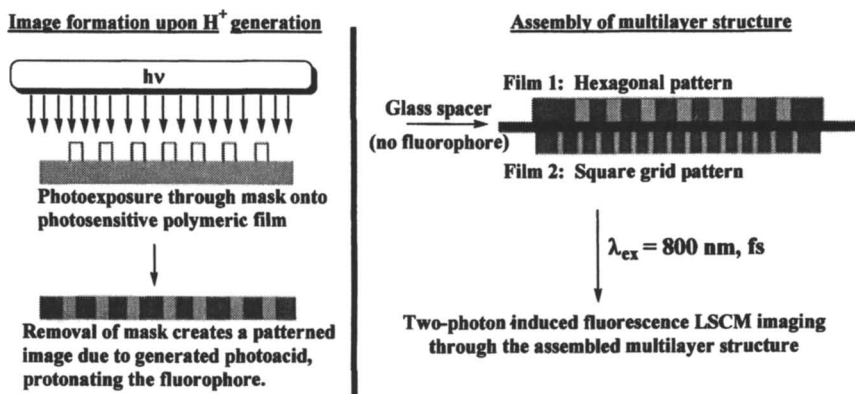 Image formation upon H+ generation
hν
Photoexposure through mask onto
photosensitive polymeric film
Removal of mask creates a patterned
image due to generated photoacid,
protonating the fluorophore.
Assembly of multilayer structure
Film 1: Hexagonal pattern
Glass spacer
(no fluorophore)
Film 2: Square grid pattern
λex = 800 nm, fs
Two-photon induced fluorescence LSCM imaging
through the assembled multilayer structure